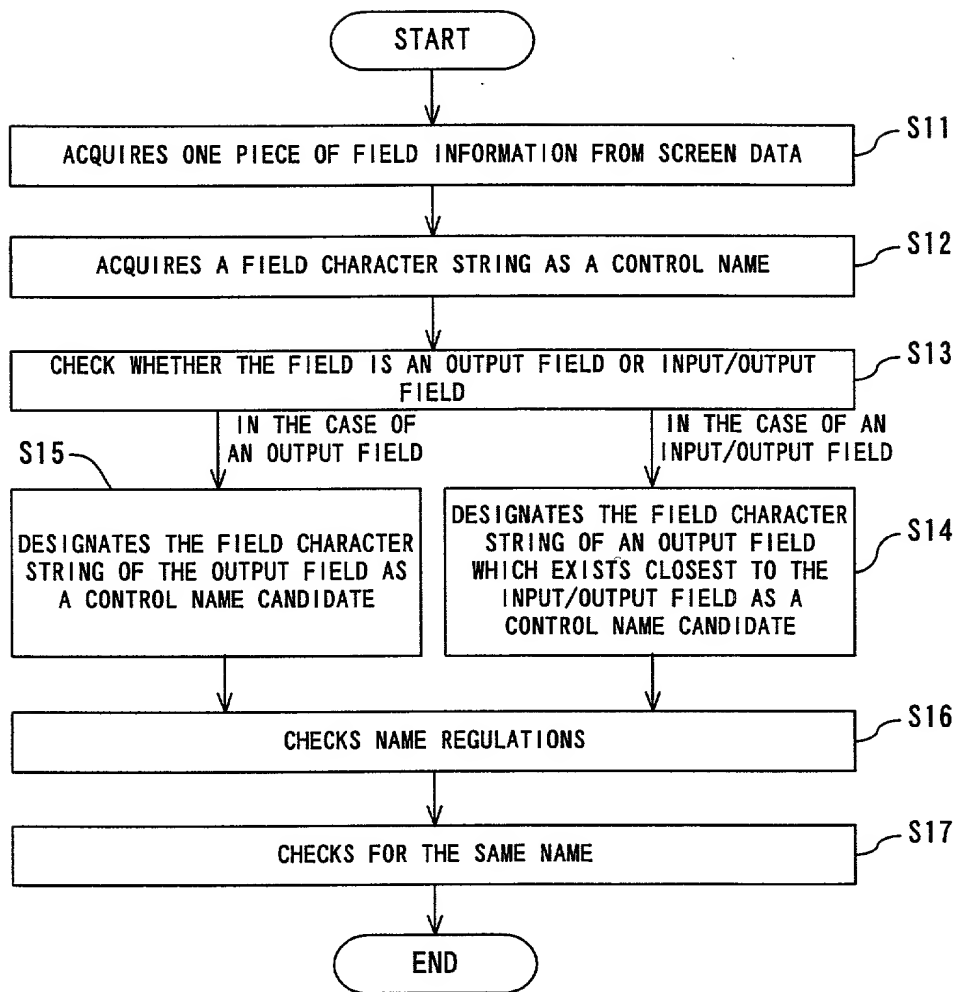 START
S11
ACQUIRES ONE PIECE OF FIELD INFORMATION FROM SCREEN DATA
S12
ACQUIRES A FIELD CHARACTER STRING AS A CONTROL NAME
S13
CHECK WHETHER THE FIELD IS AN OUTPUT FIELD OR INPUT/OUTPUT
FIELD
IN THE CASE OF
AN OUTPUT FIELD
IN THE CASE OF AN
INPUT/OUTPUT FIELD
S15
DESIGNATES THE FIELD CHARACTER
STRING OF THE OUTPUT FIELD AS
A CONTROL NAME CANDIDATE
S14
DESIGNATES THE FIELD CHARACTER
STRING OF AN OUTPUT FIELD
WHICH EXISTS CLOSEST TO THE
INPUT/OUTPUT FIELD AS A
CONTROL NAME CANDIDATE
S16
CHECKS NAME REGULATIONS
S17
CHECKS FOR THE SAME NAME
END